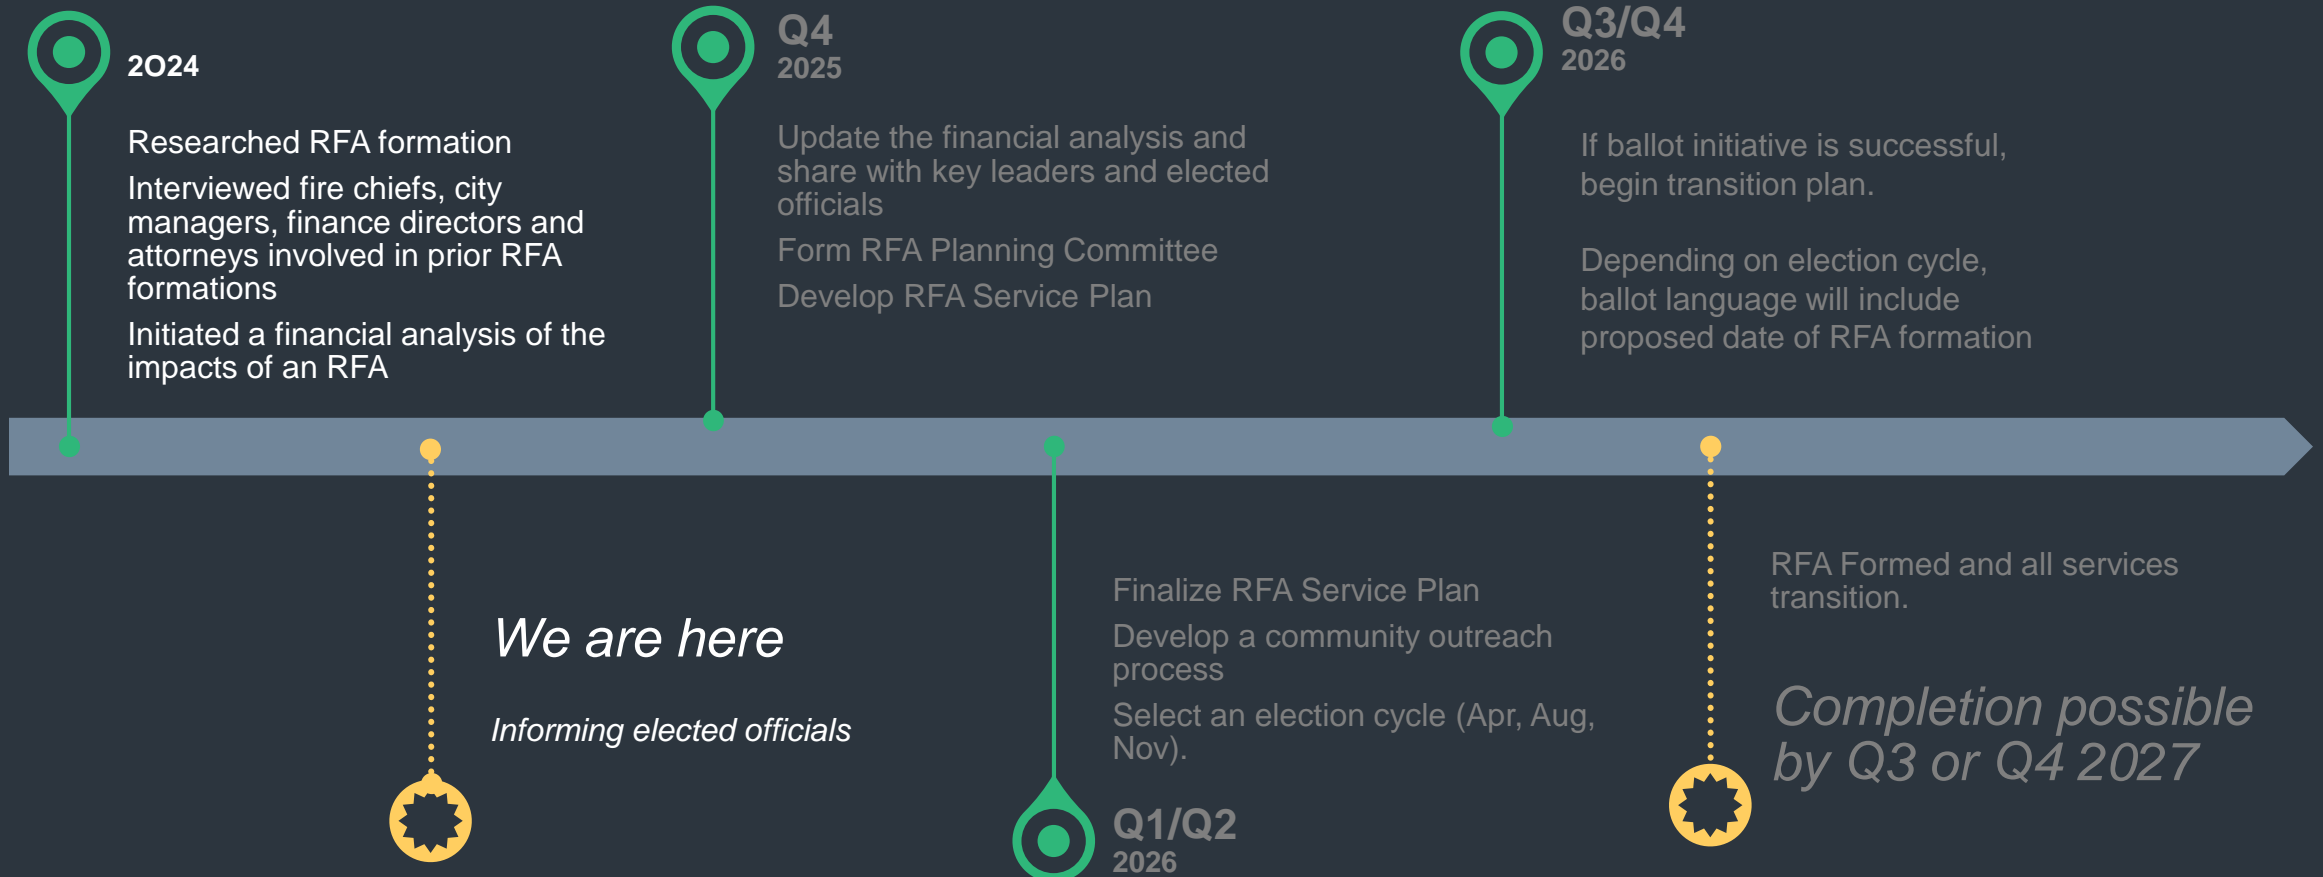 2O24
Researched RFA formation
Interviewed fire chiefs, city
managers, finance directors and
attorneys involved in prior RFA
formations
Initiated a financial analysis of the
impacts of an RFA
We are here
Informing elected officials
Q4
2025
Update the financial analysis and
share with key leaders and elected
officials
Form RFA Planning Committee
Develop RFA Service Plan
Finalize RFA Service Plan
Develop a community outreach
process
Select an election cycle (Apr, Aug,
Nov).
Q1/Q2
2026
Q3/Q4
2026
If ballot initiative is successful,
begin transition plan.
Depending on election cycle,
ballot language will include
proposed date of RFA formation
RFA Formed and all services
transition.
Completion possible
by Q3 or Q4 2027